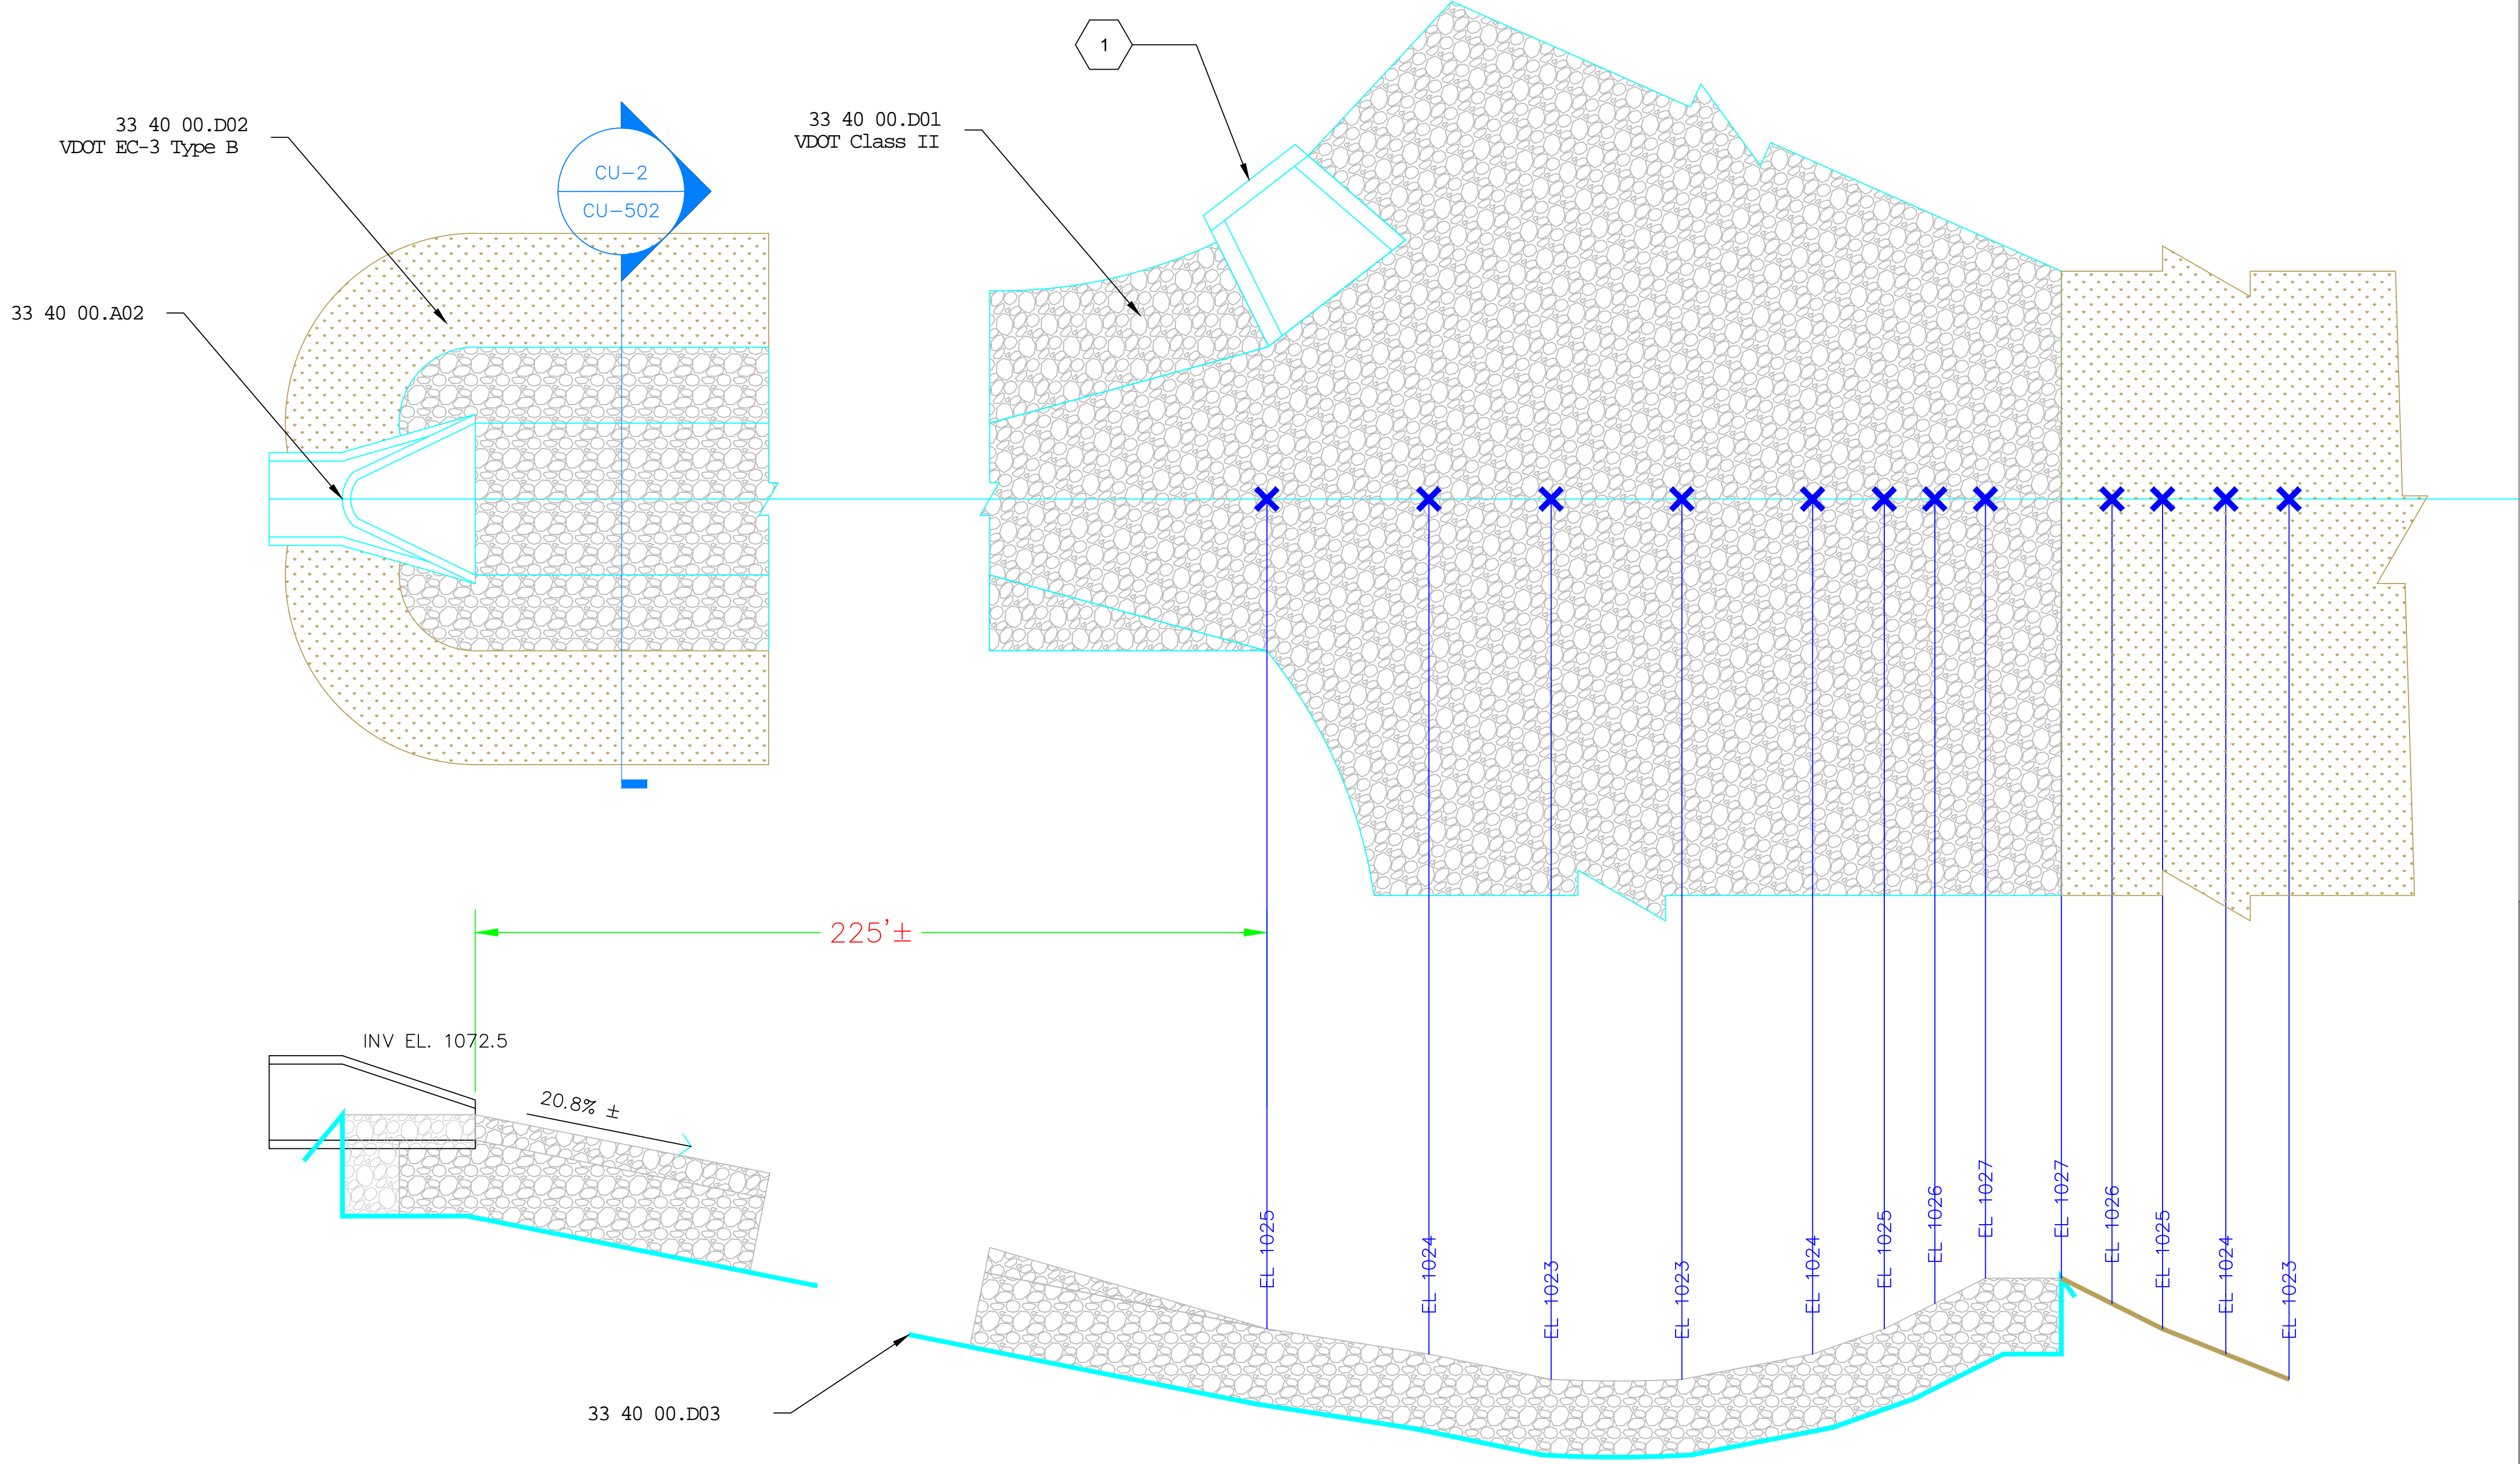 1
33 40 00.D02
VDOT EC-3 Type B
33 40 00.D01
VDOT Class II
CU-2
CU-502
33 40 00.A02
225'±
INV EL. 1072.5
20.8% ±
EL 1025
EL 1024
EL 1023
EL 1023
EL 1024
EL 1025
EL 1026
EL 1027
EL 1027
EL 1026
EL 1025
EL 1024
EL 1023
33 40 00.D03